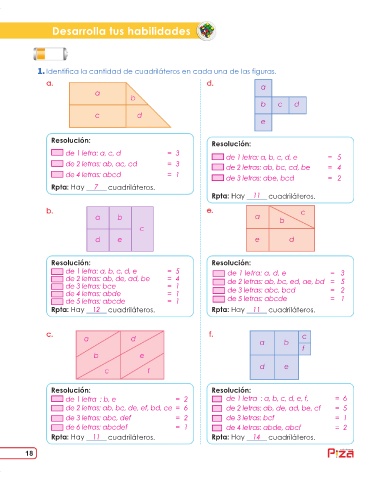 Desarrolla tus habilidades
1. Identifica la cantidad de cuadriláteros en cada una de las figuras.
a.
a
b
c
d
Resolución:
de 1 letra: a, c, d = 3
de 2 letras: ab, ac, cd = 3
de 4 letras: abcd = 1
Rpta: Hay 7 cuadriláteros.
d.
a
b c d
e
Resolución:
de 1 letra: a, b, c, d, e = 5
de 2 letras: ab, bc, cd, be = 4
de 3 letras: abe, bcd = 2
Rpta: Hay 11 cuadriláteros.
b.
a b
c
d e
Resolución:
de 1 letra: a, b, c, d, e = 5
de 2 letras: ab, de, ad, be = 4
de 3 letras: bce = 1
de 4 letras: abde = 1
de 5 letras: abcde = 1
Rpta: Hay 12 cuadriláteros.
e.
a
c
b
e d
Resolución:
de 1 letra: a, d, e = 3
de 2 letras: ab, bc, ed, ae, bd = 5
de 3 letras: abc, bcd = 2
de 5 letras: abcde = 1
Rpta: Hay 11 cuadriláteros.
c.
a d
b e
c f
Resolución:
de 1 letra : b, e = 2
de 2 letras: ab, bc, de, ef, bd, ce = 6
de 3 letras: abc, def = 2
de 6 letras: abcdef = 1
Rpta: Hay 11 cuadriláteros.
f.
a b
c
f
d e
Resolución:
de 1 letra : a, b, c, d, e, f, = 6
de 2 letras: ab, de, ad, be, cf = 5
de 3 letras: bcf = 1
de 4 letras: abde, abcf = 2
Rpta: Hay 14 cuadriláteros.
18
Piza